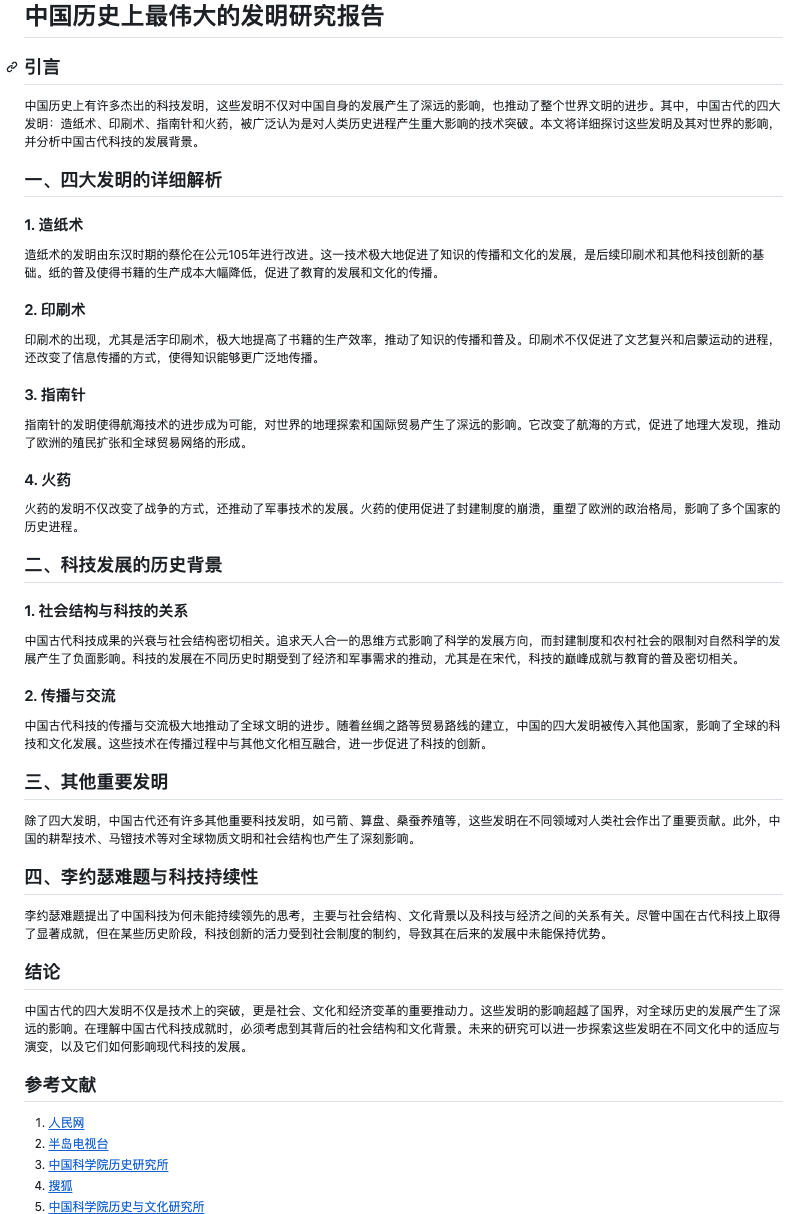 中国历史上最伟大的发明研究报告
引言
中国历史上有许多杰出的科技发明，这些发明不仅对中国自身的发展产生了深远的影响，也推动了整个世界文明的进步。其中，中国古代的四大
发明：造纸术、印刷术、指南针和火药，被广泛认为是对人类历史进程产生重大影响的技术突破。本文将详细探讨这些发明及其对世界的影响，
并分析中国古代科技的发展背景。
一、四大发明的详细解析
1. 造纸术
造纸术的发明由东汉时期的蔡伦在公元105年进行改进。这一技术极大地促进了知识的传播和文化的发展，是后续印刷术和其他科技创新的基
础。纸的普及使得书籍的生产成本大幅降低，促进了教育的发展和文化的传播。
2. 印刷术
印刷术的出现，尤其是活字印刷术，极大地提高了书籍的生产效率，推动了知识的传播和普及。印刷术不仅促进了文艺复兴和启蒙运动的进程，
还改变了信息传播的方式，使得知识能够更广泛地传播。
3. 指南针
指南针的发明使得航海技术的进步成为可能，对世界的地理探索和国际贸易产生了深远的影响。它改变了航海的方式，促进了地理大发现，推动
了欧洲的殖民扩张和全球贸易网络的形成。
4. 火药
火药的发明不仅改变了战争的方式，还推动了军事技术的发展。火药的使用促进了封建制度的崩溃，重塑了欧洲的政治格局，影响了多个国家的
历史进程。
二、科技发展的历史背景
1. 社会结构与科技的关系
中国古代科技成果的兴衰与社会结构密切相关。追求天人合一的思维方式影响了科学的发展方向，而封建制度和农村社会的限制对自然科学的发
展产生了负面影响。科技的发展在不同历史时期受到了经济和军事需求的推动，尤其是在宋代，科技的巅峰成就与教育的普及密切相关。
2. 传播与交流
中国古代科技的传播与交流极大地推动了全球文明的进步。随着丝绸之路等贸易路线的建立，中国的四大发明被传入其他国家，影响了全球的科
技和文化发展。这些技术在传播过程中与其他文化相互融合，进一步促进了科技的创新。
三、其他重要发明
除了四大发明，中国古代还有许多其他重要科技发明，如弓箭、算盘、桑蚕养殖等，这些发明在不同领域对人类社会作出了重要贡献。此外，中
国的耕犁技术、马镫技术等对全球物质文明和社会结构也产生了深刻影响。
四、李约瑟难题与科技持续性
李约瑟难题提出了中国科技为何未能持续领先的思考，主要与社会结构、文化背景以及科技与经济之间的关系有关。尽管中国在古代科技上取得
了显著成就，但在某些历史阶段，科技创新的活力受到社会制度的制约，导致其在后来的发展中未能保持优势。
结论
中国古代的四大发明不仅是技术上的突破，更是社会、文化和经济变革的重要推动力。这些发明的影响超越了国界，对全球历史的发展产生了深
远的影响。在理解中国古代科技成就时，必须考虑到其背后的社会结构和文化背景。未来的研究可以进一步探索这些发明在不同文化中的适应与
演变，以及它们如何影响现代科技的发展。
参考文献
1. 人民网
2. 半岛电视台
3. 中国科学院历史研究所
4. 搜狐
5. 中国科学院历史与文化研究所